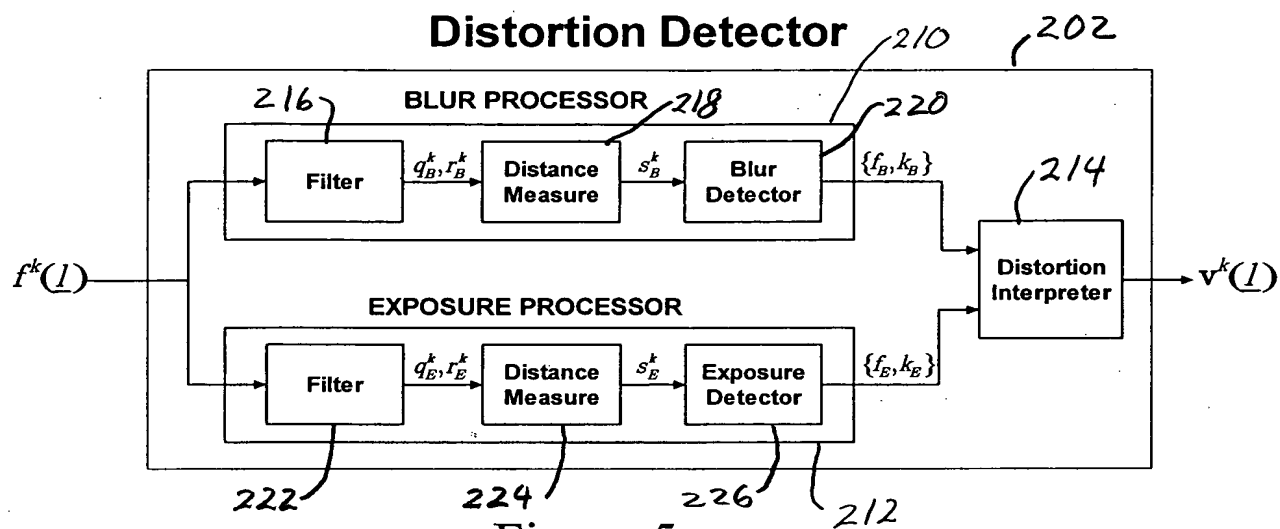 Distortion Detector
210
202
216
BLUR PROCESSOR
218
220
Filter
q_B^k, r_B^k
Distance
Measure
s_B^k
Blur
Detector
{f_B, k_B}
214
f^k(l)
Distortion
Interpreter
v^k(l)
EXPOSURE PROCESSOR
Filter
q_E^k, r_E^k
Distance
Measure
s_E^k
Exposure
Detector
{f_E, k_E}
222
224
226
212